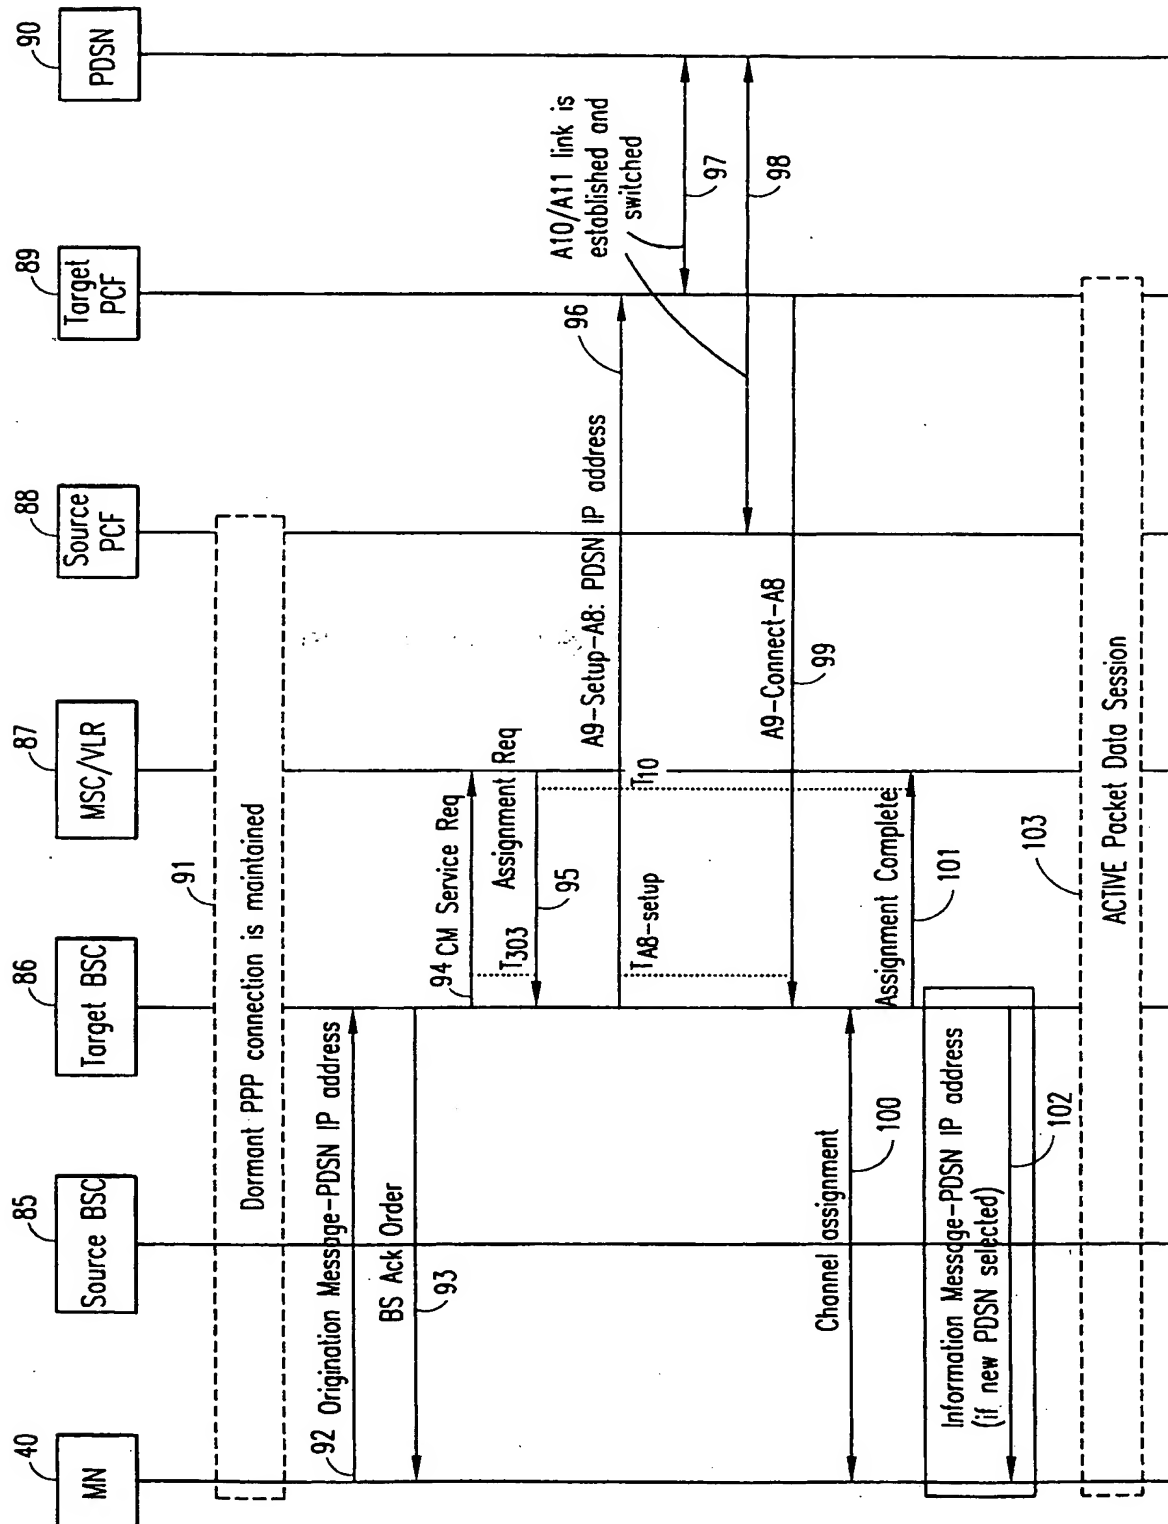 40
MN
85
Source BSC
86
Target BSC
87
MSC/VLR
88
Source
PCF
89
Target
PCF
90
PDSN
91
Dormant PPP connection is maintained
92 Origination Message-PDSN IP address
BS Ack Order
93
94 CM Service Req
T303
Assignment Req
95
A9-Setup-A8: PDSN IP address
96
TA8-setup
T10
A10/A11 link is
established and
switched
97
98
A9-Connect-A8
99
Channel assignment
100
Assignment Complete
101
Information Message-PDSN IP address
(if new PDSN selected)
102
103
ACTIVE Packet Data Session